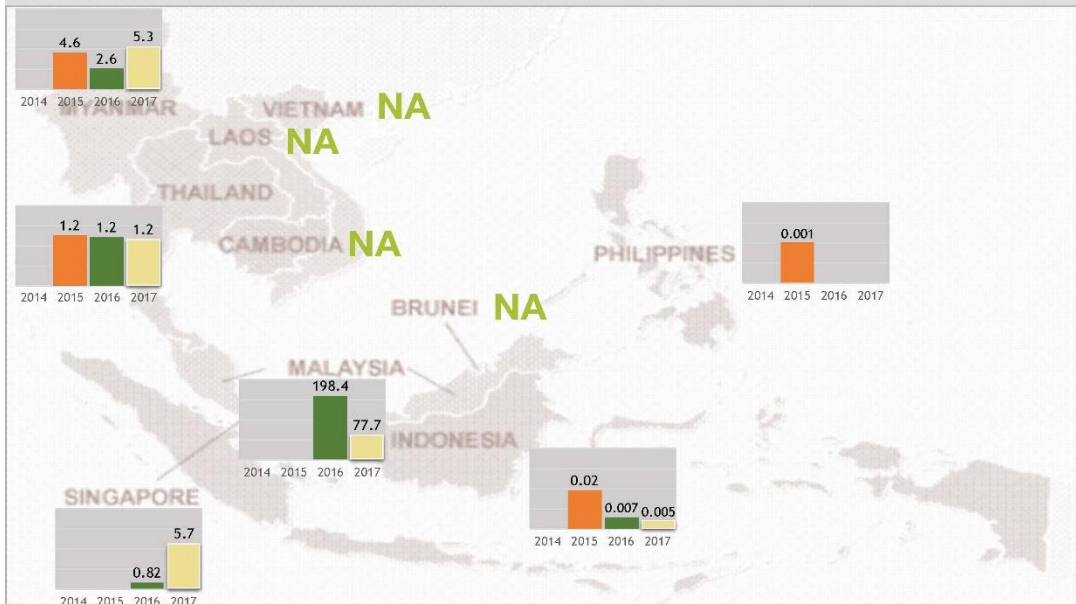 4.6
2.6
5.3
2014 2015 2016 2017
MYANMAR
VIETNAM NA
LAOS NA
THAILAND
1.2 1.2 1.2
2014 2015 2016 2017
CAMBODIA NA
PHILIPPINES
0.001
2014 2015 2016 2017
BRUNEI NA
MALAYSIA
198.4
77.7
2014 2015 2016 2017
INDONESIA
0.02
0.007 0.005
2014 2015 2016 2017
SINGAPORE
5.7
0.82
2014 2015 2016 2017